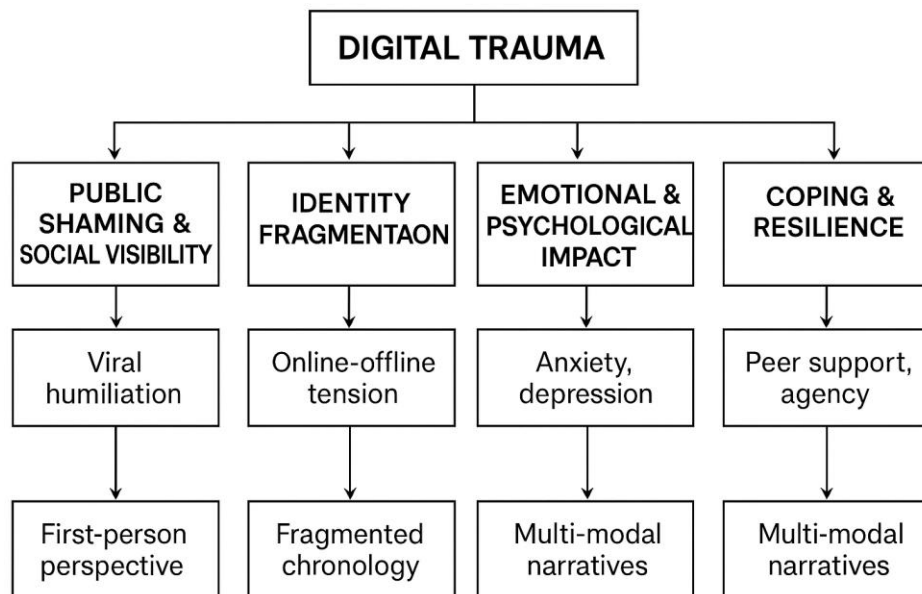 DIGITAL TRAUMA
PUBLIC
SHAMING &
SOCIAL VISIBILITY
IDENTITY
FRAGMENTAON
EMOTIONAL &
PSYCHOLOGICAL
IMPACT
COPING &
RESILIENCE
Viral
humiliation
Online-offline
tension
Anxiety,
depression
Peer support,
agency
First-person
perspective
Fragmented
chronology
Multi-modal
narratives
Multi-modal
narratives